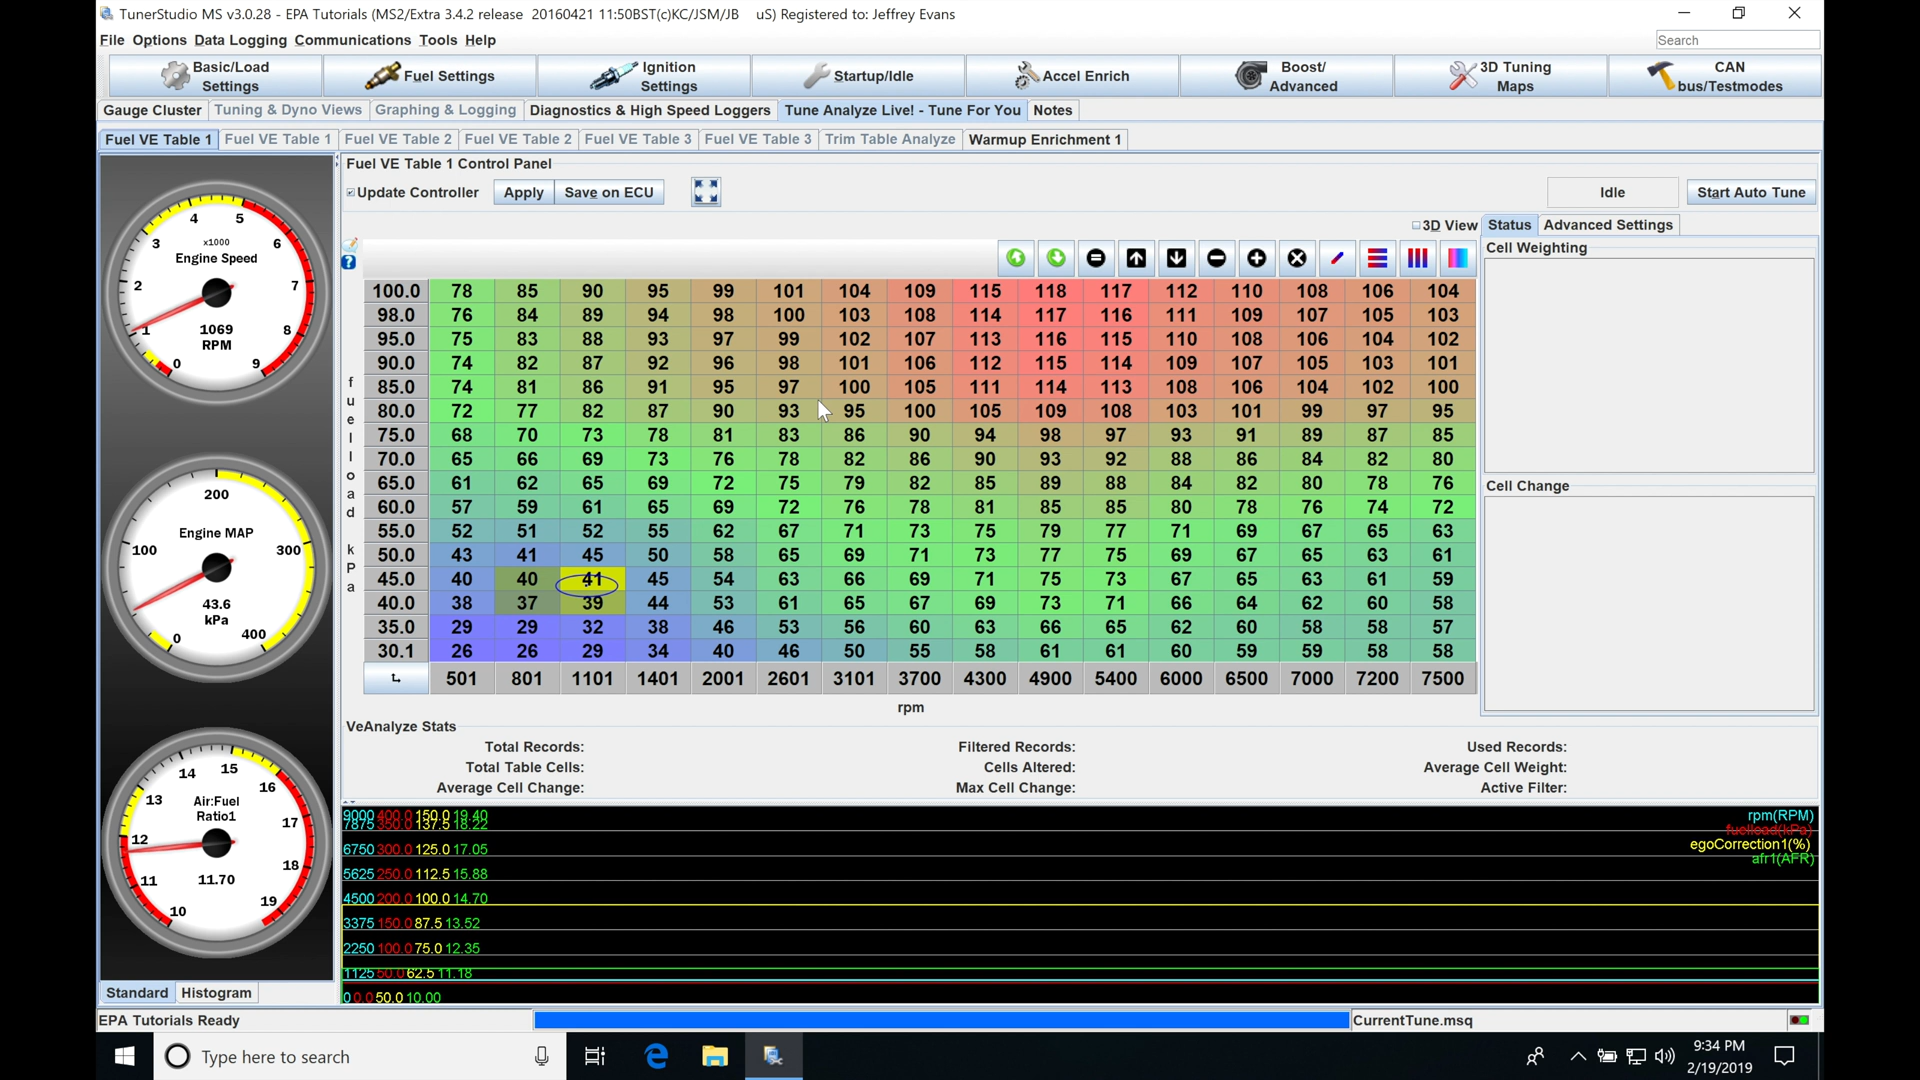 TunerStudio MS v3.0.28 - EPA Tutorials (MS2/Extra 3.4.2 release 20160421 11:50BST(c)KC/JSM/JB uS) Registered to: Jeffrey Evans
File Options Data Logging Communications Tools Help
Search
Basic/Load Settings
Fuel Settings
Ignition Settings
Startup/Idle
Accel Enrich
Boost/ Advanced
3D Tuning Maps
CAN bus/Testmodes
Gauge Cluster Tuning & Dyno Views Graphing & Logging Diagnostics & High Speed Loggers Tune Analyze Live! - Tune For You Notes
Fuel VE Table 1 Fuel VE Table 1 Fuel VE Table 2 Fuel VE Table 2 Fuel VE Table 3 Fuel VE Table 3 Trim Table Analyze Warmup Enrichment 1
Fuel VE Table 1 Control Panel
Update Controller Apply Save on ECU
Idle Start Auto Tune
3D View Status Advanced Settings
Cell Weighting
Cell Change
0 1 2 3 4 5 6 7 8 9
x1000
Engine Speed
1069
RPM
0 100 200 300 400
Engine MAP
43.6
kPa
10 11 12 13 14 15 16 17 18 19
Air:Fuel
Ratio1
11.70
Standard Histogram
fuelload kPa
100.0 78 85 90 95 99 101 104 109 115 118 117 112 110 108 106 104
98.0 76 84 89 94 98 100 103 108 114 117 116 111 109 107 105 103
95.0 75 83 88 93 97 99 102 107 113 116 115 110 108 106 104 102
90.0 74 82 87 92 96 98 101 106 112 115 114 109 107 105 103 101
85.0 74 81 86 91 95 97 100 105 111 114 113 108 106 104 102 100
80.0 72 77 82 87 90 93 95 100 105 109 108 103 101 99 97 95
75.0 68 70 73 78 81 83 86 90 94 98 97 93 91 89 87 85
70.0 65 66 69 73 76 78 82 86 90 93 92 88 86 84 82 80
65.0 61 62 65 69 72 75 79 82 85 89 88 84 82 80 78 76
60.0 57 59 61 65 69 72 76 78 81 85 85 80 78 76 74 72
55.0 52 51 52 55 62 67 71 73 75 79 77 71 69 67 65 63
50.0 43 41 45 50 58 65 69 71 73 77 75 69 67 65 63 61
45.0 40 40 41 45 54 63 66 69 71 75 73 67 65 63 61 59
40.0 38 37 39 44 53 61 65 67 69 73 71 66 64 62 60 58
35.0 29 29 32 38 46 53 56 60 63 66 65 62 60 58 58 57
30.1 26 26 29 34 40 46 50 55 58 61 61 60 59 59 58 58
501 801 1101 1401 2001 2601 3101 3700 4300 4900 5400 6000 6500 7000 7200 7500
rpm
VeAnalyze Stats
Total Records: Filtered Records: Used Records:
Total Table Cells: Cells Altered: Average Cell Weight:
Average Cell Change: Max Cell Change: Active Filter:
9000 400.0 150.0 19.40 rpm(RPM)
7875 350.0 137.5 18.22 fuelload(kPa)
6750 300.0 125.0 17.05 egoCorrection1(%)
5625 250.0 112.5 15.88 afr1(AFR)
4500 200.0 100.0 14.70
3375 150.0 87.5 13.52
2250 100.0 75.0 12.35
1125 50.0 62.5 11.18
0 0.0 50.0 10.00
EPA Tutorials Ready CurrentTune.msq
Type here to search
9:34 PM
2/19/2019